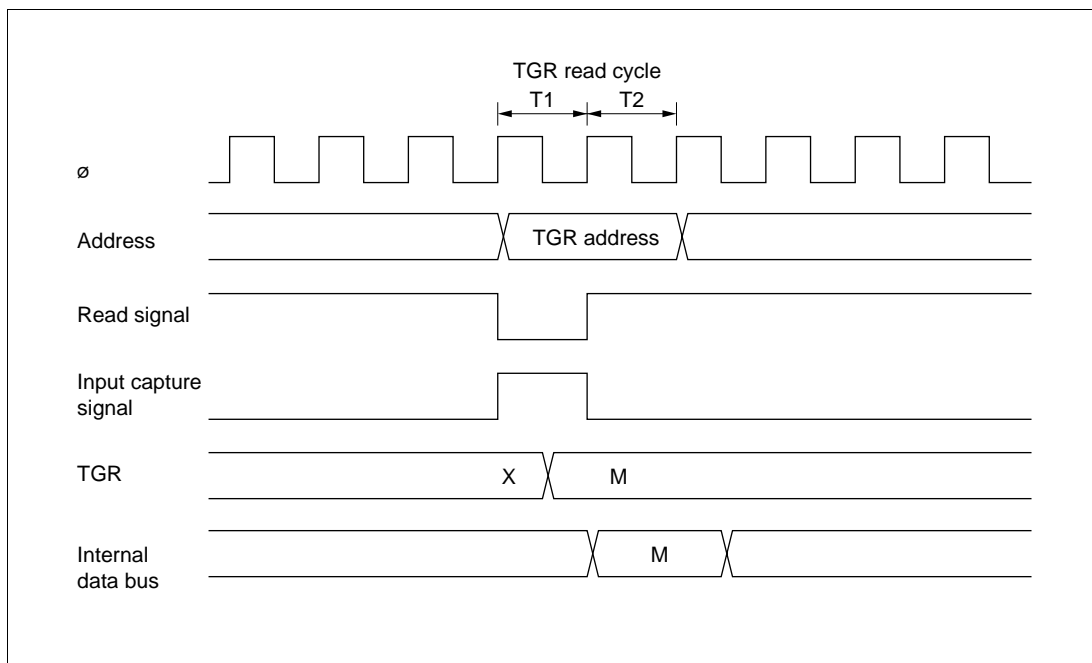 TGR read cycle
T1 T2
ø
Address TGR address
Read signal
Input capture
signal
TGR X M
Internal M
data bus